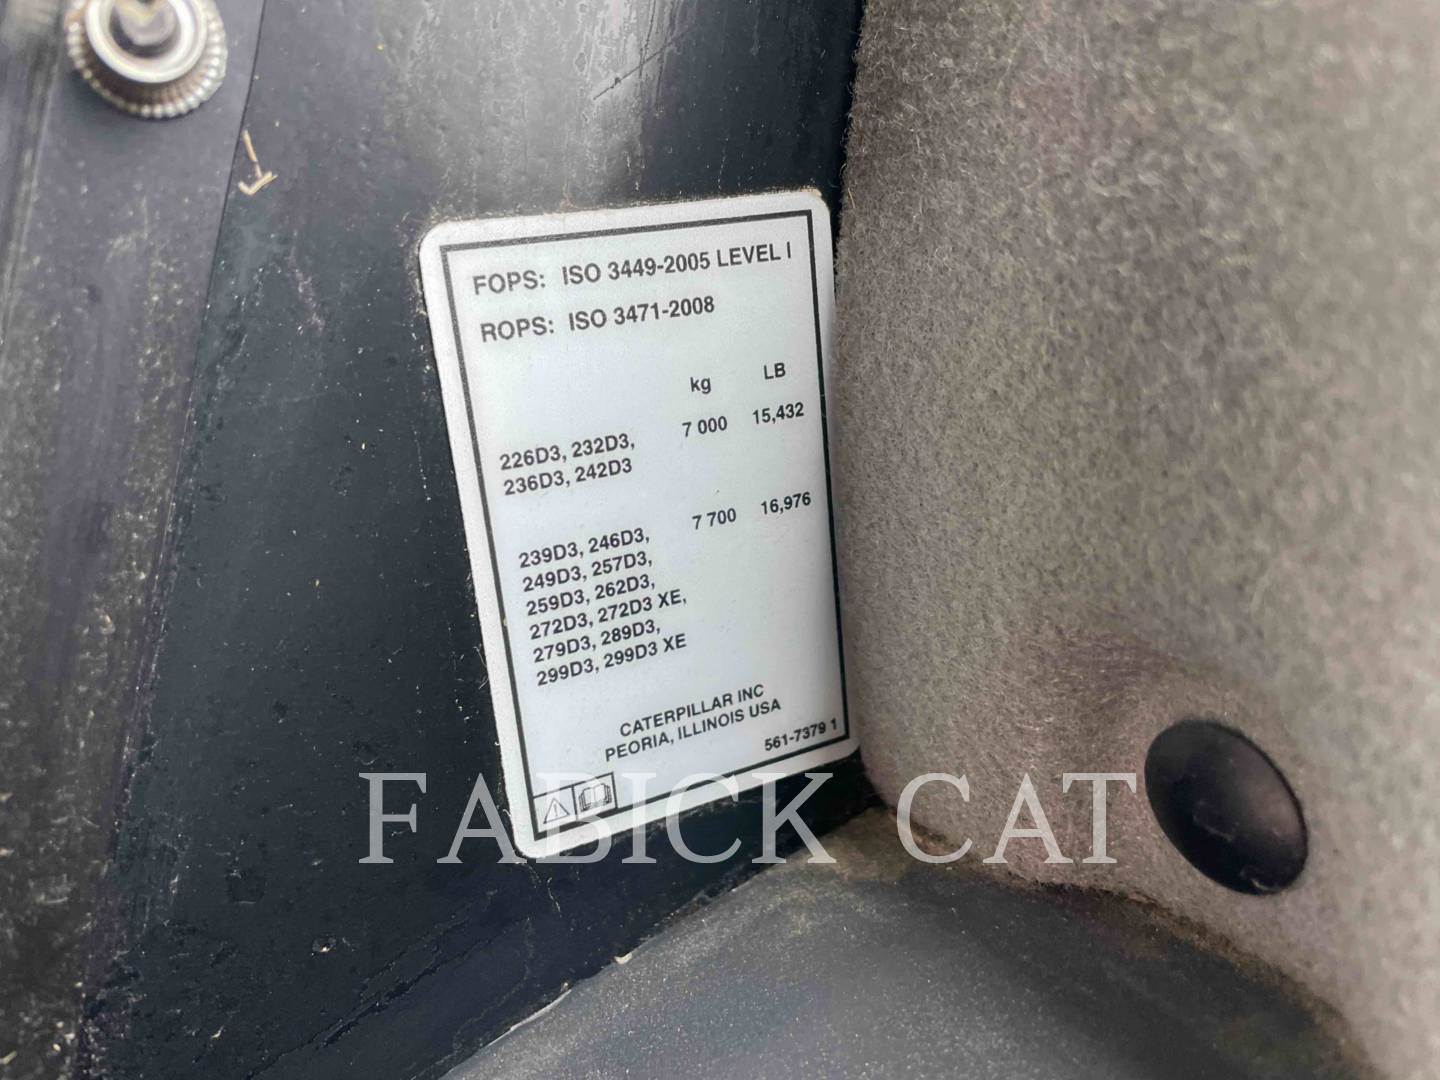 FOPS: ISO 3449-2005 LEVEL I
ROPS: ISO 3471-2008
kg LB
226D3, 232D3, 7 000 15,432
236D3, 242D3
239D3, 246D3, 7 700 16,976
249D3, 257D3,
259D3, 262D3,
272D3, 272D3 XE,
279D3, 289D3,
299D3, 299D3 XE
CATERPILLAR INC
PEORIA, ILLINOIS USA
561-7379 1
FABICK CAT